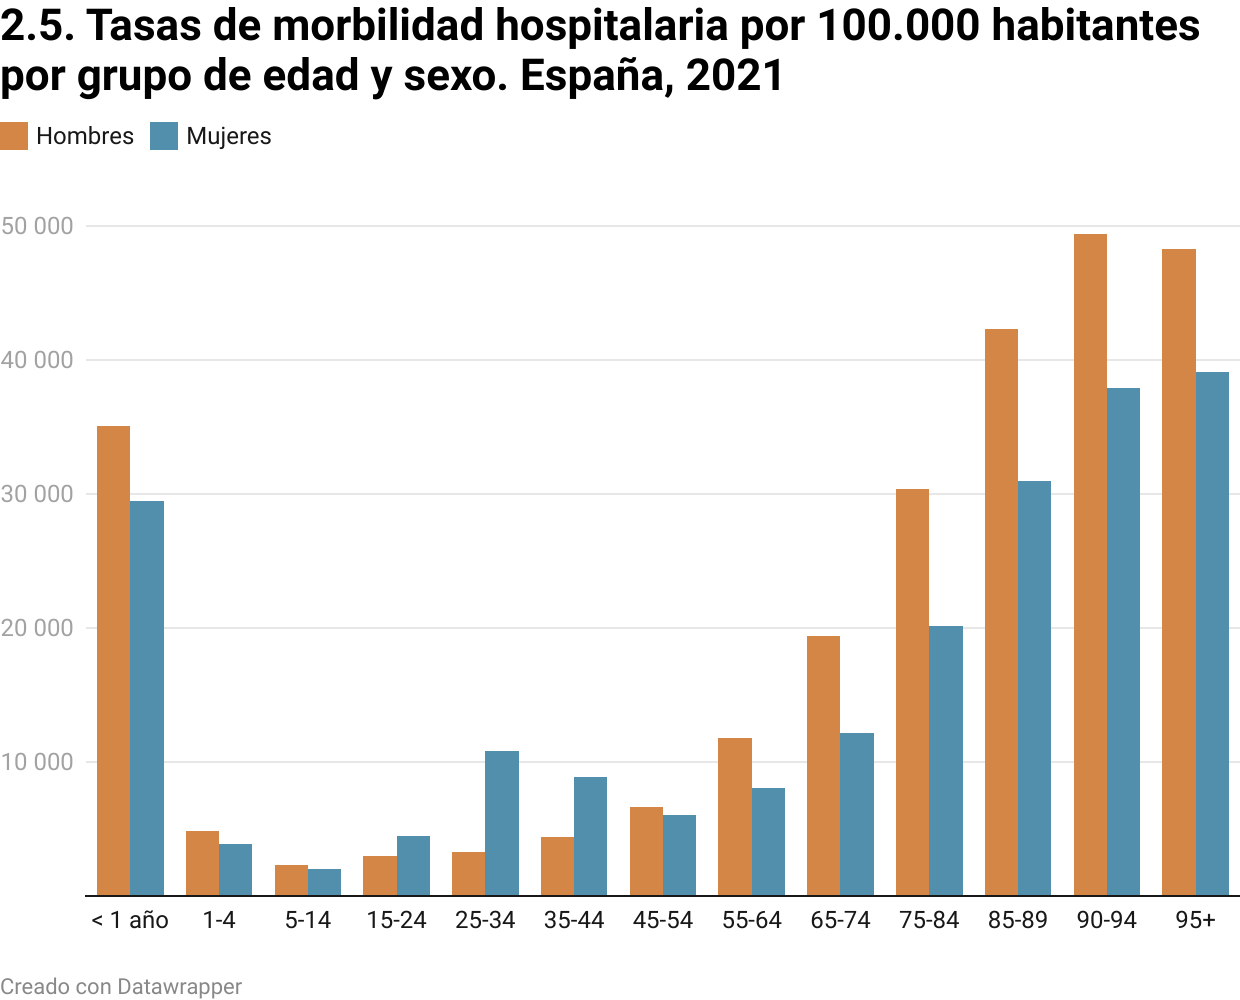 2.5. Tasas de morbilidad hospitalaria por 100.000 habitantes
por grupo de edad y sexo. España, 2021
Hombres Mujeres
50 000
40 000
30 000
20 000
10 000
< 1 año 1-4 5-14 15-24 25-34 35-44 45-54 55-64 65-74 75-84 85-89 90-94 95+
Creado con Datawrapper